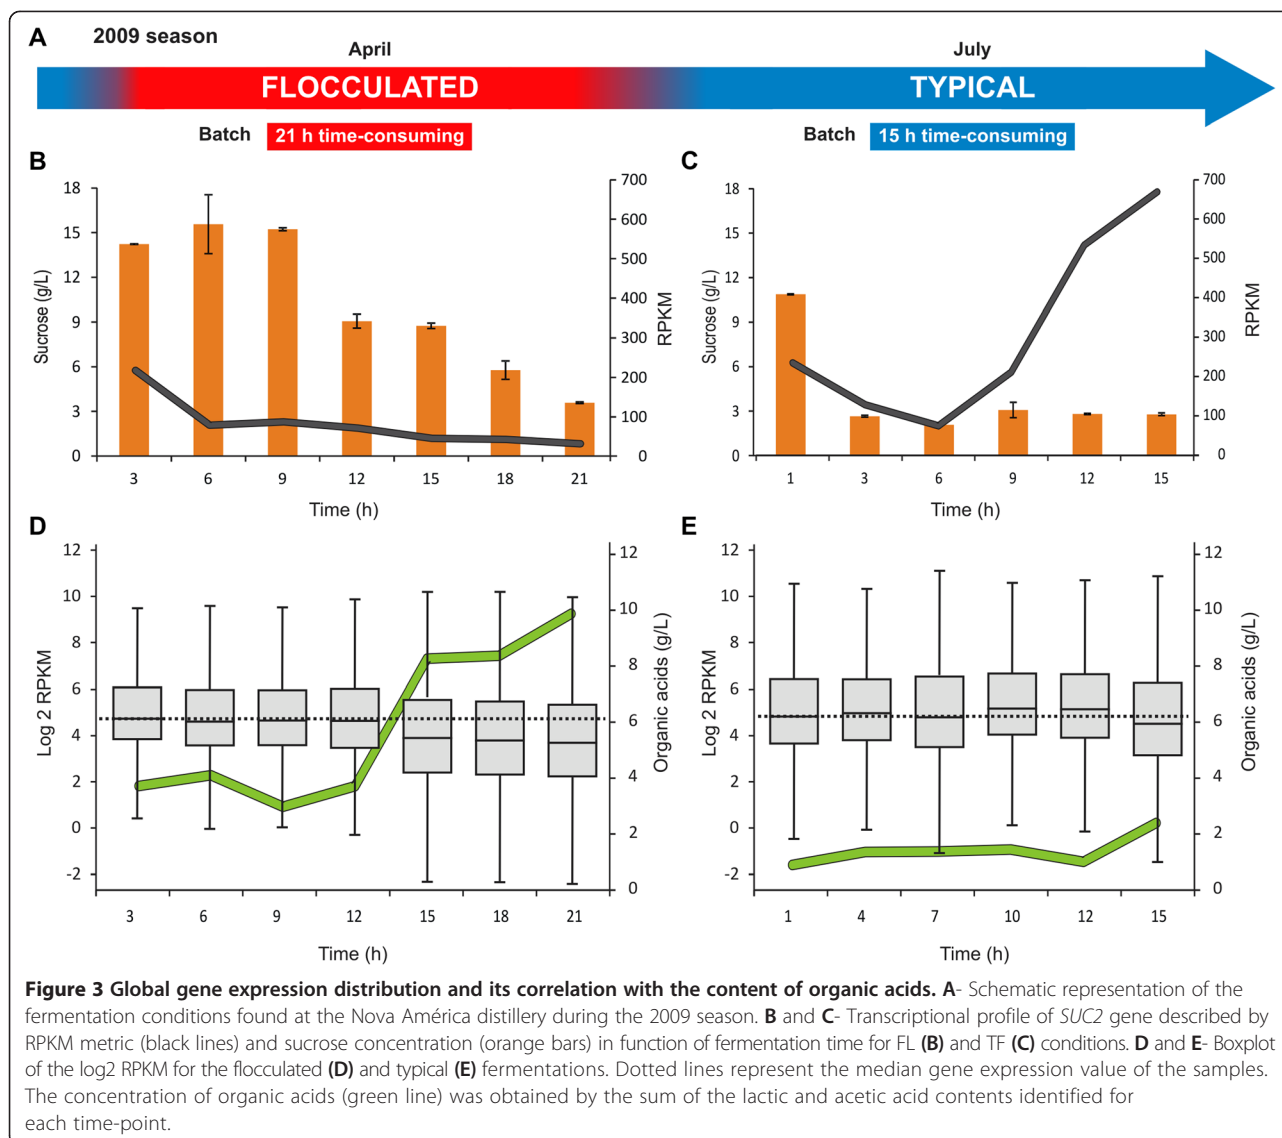 A
2009 season
April
July
FLOCCULATED
TYPICAL
Batch 21 h time-consuming
Batch 15 h time-consuming
B
18
15
12
9
6
3
0
Sucrose (g/L)
700
600
500
400
300
200
100
0
RPKM
3 6 9 12 15 18 21
Time (h)
C
18
15
12
9
6
3
0
Sucrose (g/L)
700
600
500
400
300
200
100
0
RPKM
1 3 6 9 12 15
Time (h)
D
12
10
8
6
4
2
0
-2
Log 2 RPKM
12
10
8
6
4
2
0
Organic acids (g/L)
3 6 9 12 15 18 21
Time (h)
E
12
10
8
6
4
2
0
-2
Log 2 RPKM
12
10
8
6
4
2
0
Organic acids (g/L)
1 4 7 10 12 15
Time (h)
Figure 3 Global gene expression distribution and its correlation with the content of organic acids. A- Schematic representation of the
fermentation conditions found at the Nova América distillery during the 2009 season. B and C- Transcriptional profile of SUC2 gene described by
RPKM metric (black lines) and sucrose concentration (orange bars) in function of fermentation time for FL (B) and TF (C) conditions. D and E- Boxplot
of the log2 RPKM for the flocculated (D) and typical (E) fermentations. Dotted lines represent the median gene expression value of the samples.
The concentration of organic acids (green line) was obtained by the sum of the lactic and acetic acid contents identified for
each time-point.